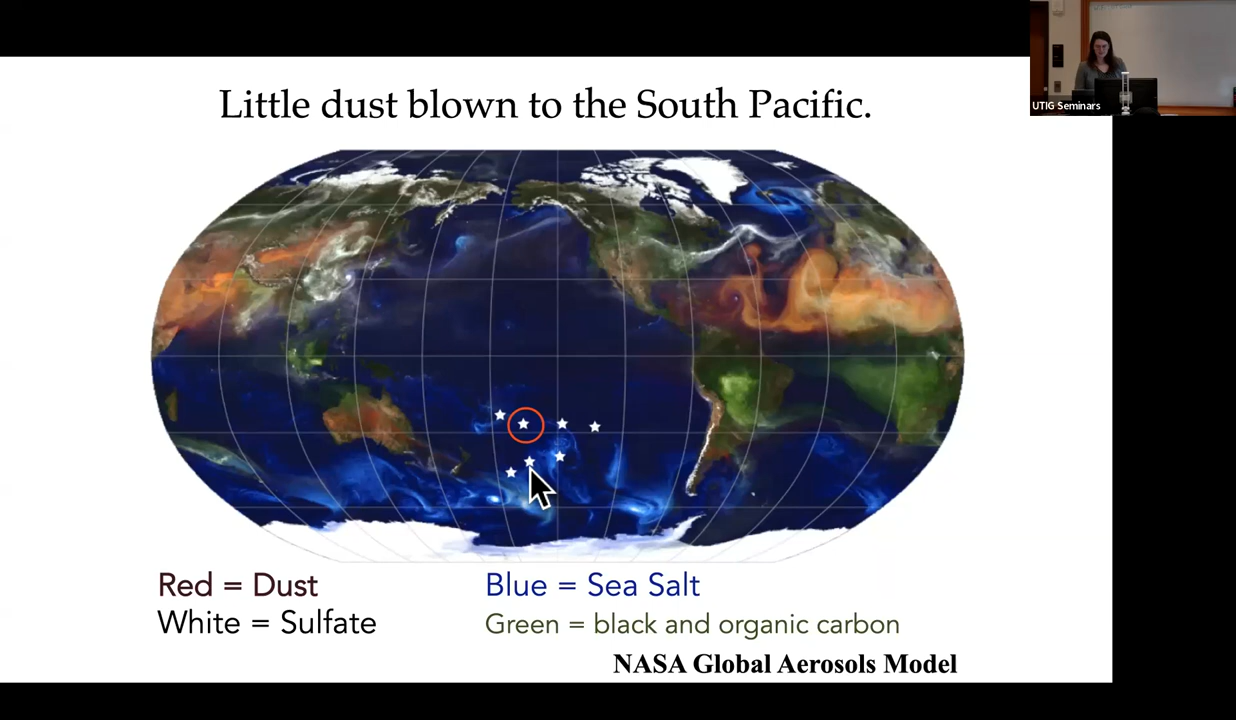 Little dust blown to the South Pacific.
UTIG Seminars
Red = Dust
Blue = Sea Salt
White = Sulfate
Green = black and organic carbon
NASA Global Aerosols Model